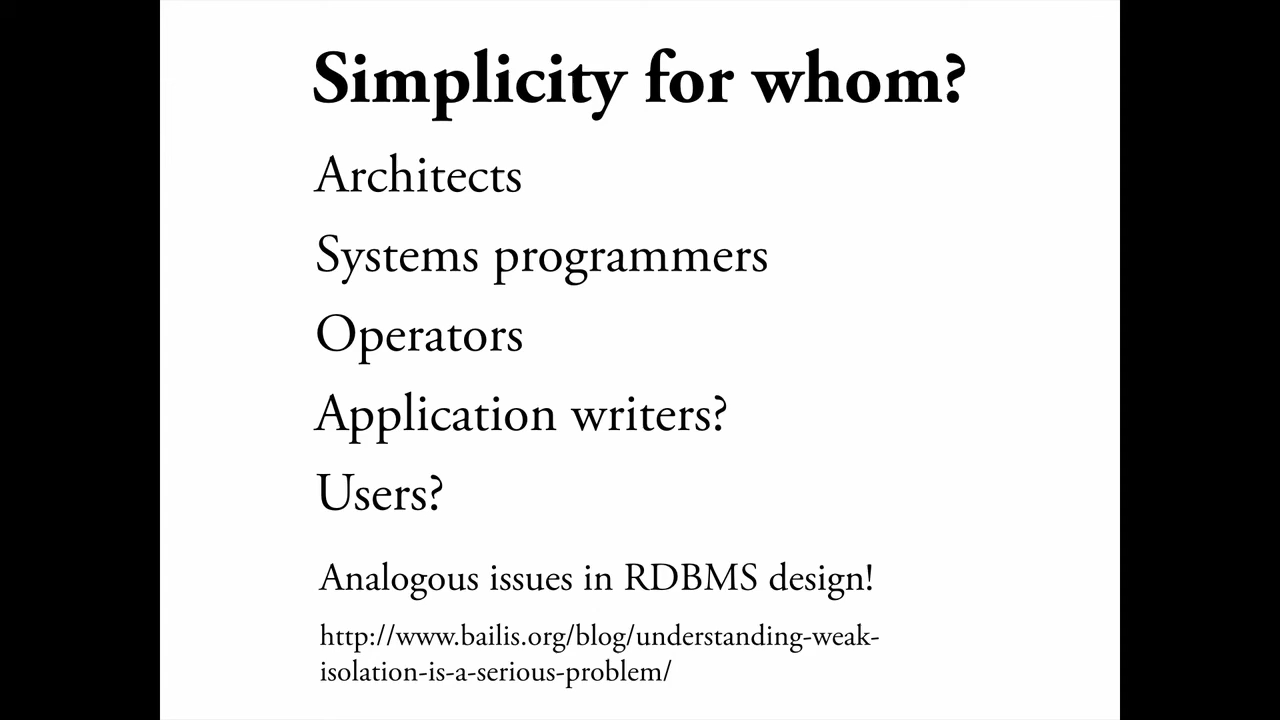 Simplicity for whom?
Architects
Systems programmers
Operators
Application writers?
Users?
Analogous issues in RDBMS design!
http://www.bailis.org/blog/understanding-weak-
isolation-is-a-serious-problem/